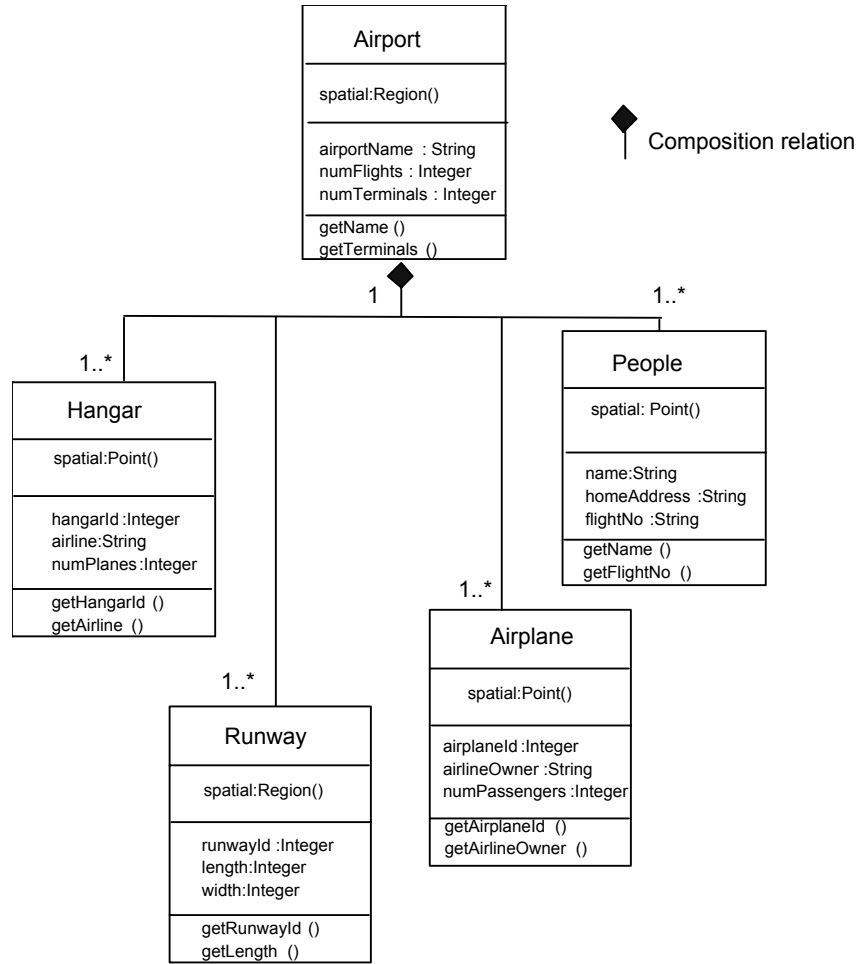 Airport
spatial:Region()
airportName : String
numFlights : Integer
numTerminals : Integer
getName ()
getTerminals ()
Composition relation
1
1..*
1..*
Hangar
spatial:Point()
hangarId :Integer
airline:String
numPlanes :Integer
getHangarId ()
getAirline ()
People
spatial: Point()
name:String
homeAddress :String
flightNo :String
getName ()
getFlightNo ()
1..*
Airplane
spatial:Point()
airplaneId :Integer
airlineOwner :String
numPassengers :Integer
getAirplaneId ()
getAirlineOwner ()
1..*
Runway
spatial:Region()
runwayId :Integer
length:Integer
width:Integer
getRunwayId ()
getLength ()